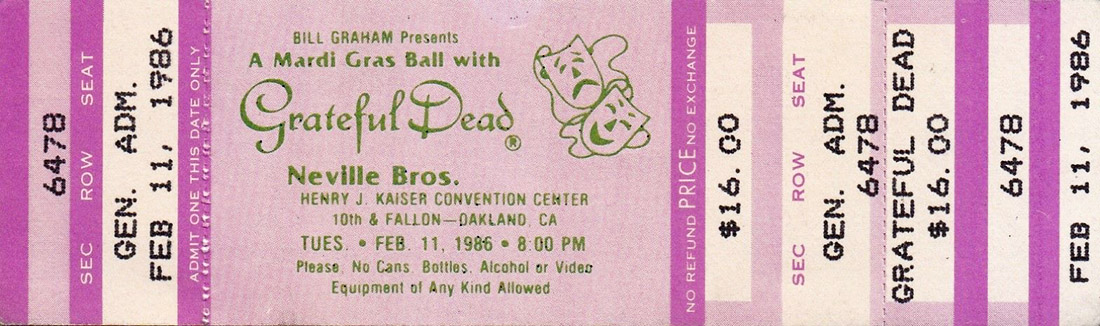 6478
SEC ROW SEAT
GEN. ADM.
FEB 11, 1986
ADMIT ONE THIS DATE ONLY
BILL GRAHAM Presents
A Mardi Gras Ball with
Grateful Dead®
Neville Bros.
HENRY J. KAISER CONVENTION CENTER
10th & FALLON—OAKLAND, CA
TUES. • FEB. 11, 1986 • 8:00 PM
Please, No Cans, Bottles, Alcohol or Video
Equipment of Any Kind Allowed
NO REFUND PRICE NO EXCHANGE
$16.00
SEC ROW SEAT
GEN. ADM.
6478
GRATEFUL DEAD
$16.00
6478
FEB 11, 1986